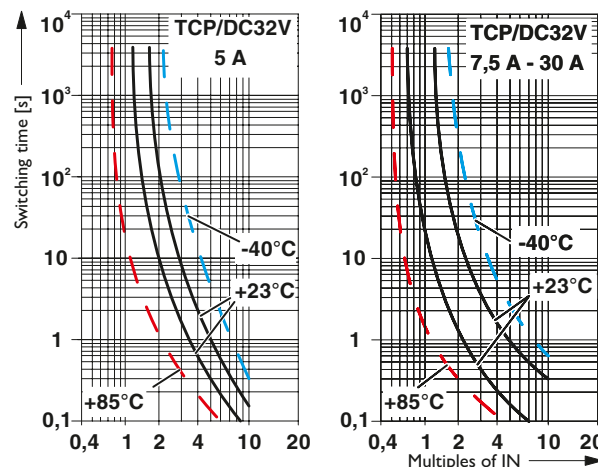 Switching time [s]
10⁴
10³
10²
10
1
0,1
TCP/DC32V
5 A
-40°C
+23°C
+85°C
0,4 1 2 4 10 20
10⁴
10³
10²
10
1
0,1
TCP/DC32V
7,5 A - 30 A
-40°C
+23°C
+85°C
0,4 1 2 4 10 20
Multiples of IN